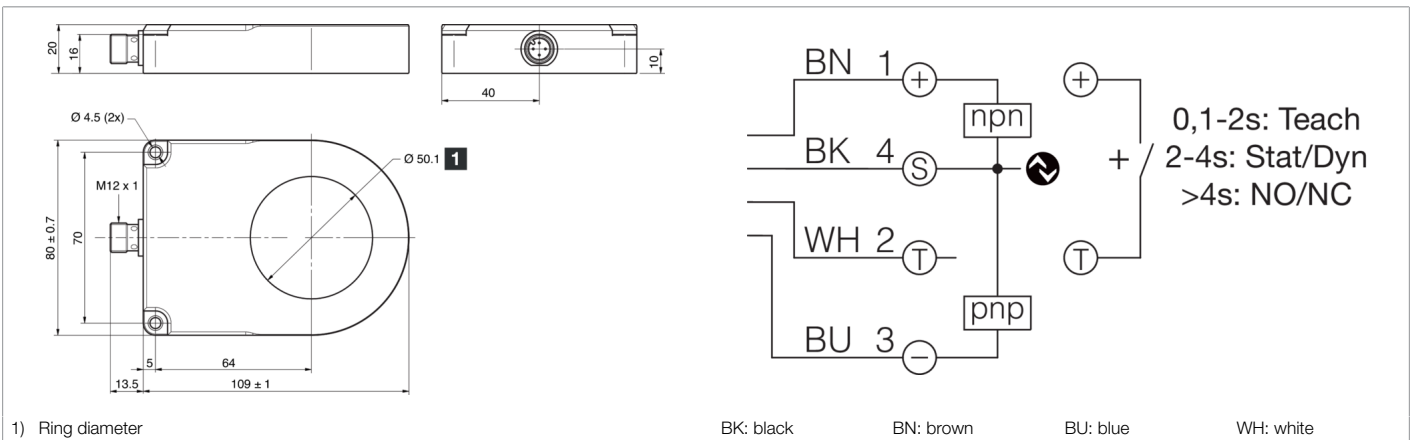 20
16
10
40
Ø 4.5 (2x)
Ø 50.1 1
M12 x 1
80 ± 0.7
70
5
64
13.5
109 ± 1
BN 1 +
npn
+
BK 4 S
WH 2 T
T
pnp
BU 3 −
+
0,1-2s: Teach
2-4s: Stat/Dyn
>4s: NO/NC
1) Ring diameter
BK: black BN: brown BU: blue WH: white